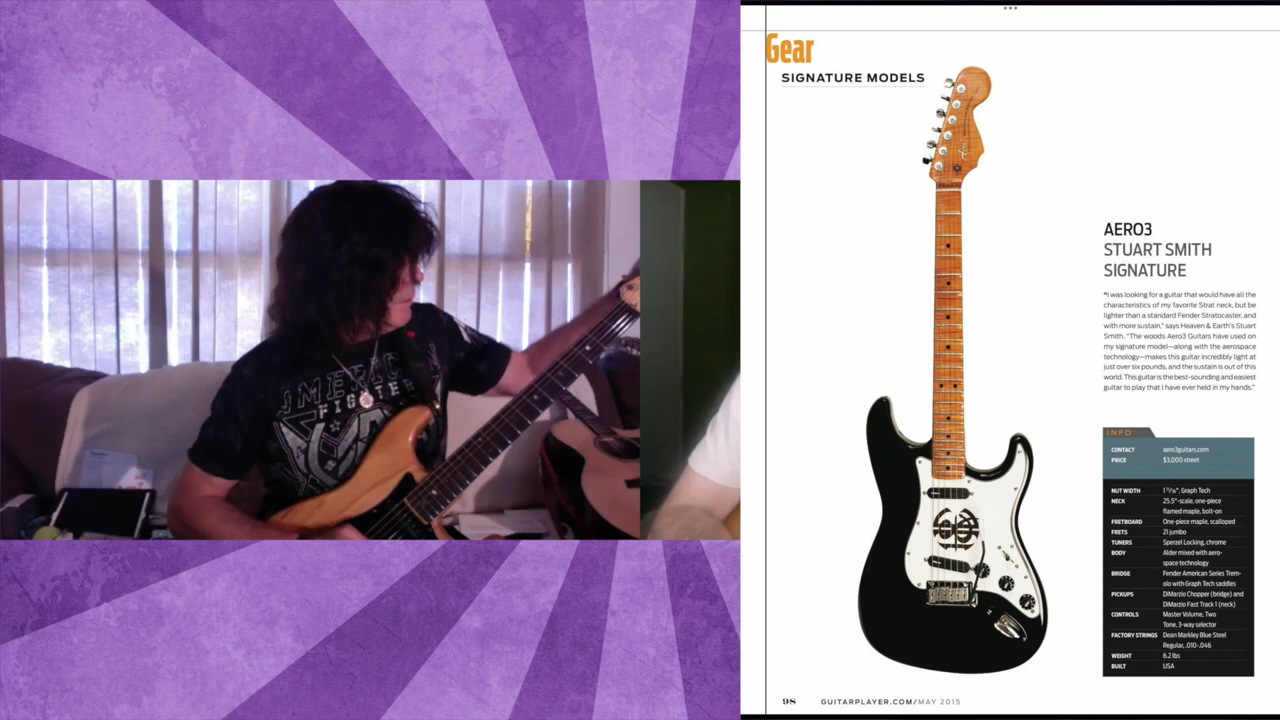 Gear
SIGNATURE MODELS
Aero3
AMERICAN
FIGHTER
AERO3
STUART SMITH
SIGNATURE
"I was looking for a guitar that would have all the
characteristics of my favorite Strat neck, but be
lighter than a standard Fender Stratocaster, and
with more sustain," says Heaven & Earth's Stuart
Smith. "The woods Aero3 Guitars have used on
my signature model—along with the aerospace
technology—makes this guitar incredibly light at
just over six pounds, and the sustain is out of this
world. This guitar is the best-sounding and easiest
guitar to play that I have ever held in my hands."
INFO
CONTACT aero3guitars.com
PRICE $3,000 street
NUT WIDTH 1 11/16", Graph Tech
NECK 25.5"-scale, one-piece
flamed maple, bolt-on
FRETBOARD One-piece maple, scalloped
FRETS 21 jumbo
TUNERS Sperzel Locking, chrome
BODY Alder mixed with aero-
space technology
BRIDGE Fender American Series Trem-
olo with Graph Tech saddles
PICKUPS DiMarzio Chopper (bridge) and
DiMarzio Fast Track 1 (neck)
CONTROLS Master Volume, Two
Tone, 3-way selector
FACTORY STRINGS Dean Markley Blue Steel
Regular, .010-.046
WEIGHT 6.2 lbs
BUILT USA
98 GUITARPLAYER.COM/MAY 2015